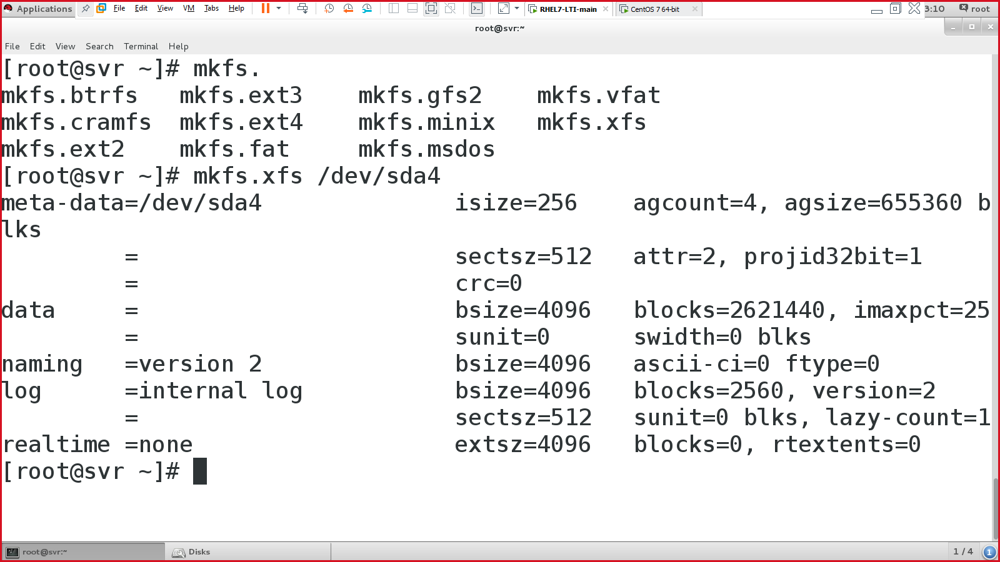 Applications File Edit View VM Tabs Help RHEL7-LTI-main CentOS 7 64-bit 3:10 root
root@svr:~
File Edit View Search Terminal Help
[root@svr ~]# mkfs.
mkfs.btrfs mkfs.ext3 mkfs.gfs2 mkfs.vfat
mkfs.cramfs mkfs.ext4 mkfs.minix mkfs.xfs
mkfs.ext2 mkfs.fat mkfs.msdos
[root@svr ~]# mkfs.xfs /dev/sda4
meta-data=/dev/sda4 isize=256 agcount=4, agsize=655360 b
lks
= sectsz=512 attr=2, projid32bit=1
= crc=0
data = bsize=4096 blocks=2621440, imaxpct=25
= sunit=0 swidth=0 blks
naming =version 2 bsize=4096 ascii-ci=0 ftype=0
log =internal log bsize=4096 blocks=2560, version=2
= sectsz=512 sunit=0 blks, lazy-count=1
realtime =none extsz=4096 blocks=0, rtextents=0
[root@svr ~]#
root@svr:~ Disks 1 / 4 1